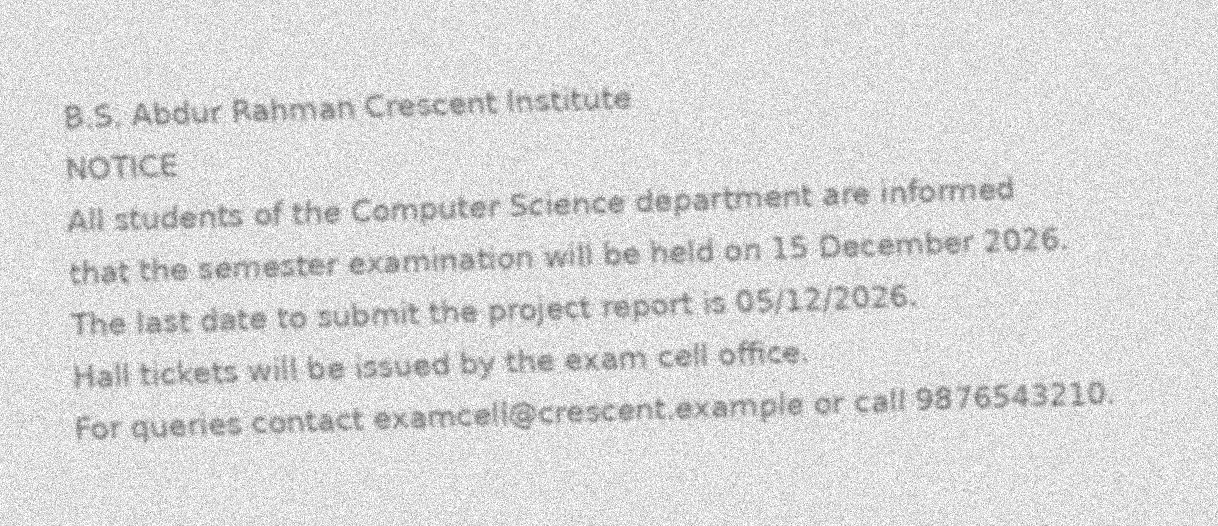 B.S. Abdur Rahman Crescent Institute
NOTICE
All students of the Computer Science department are informed
that the semester examination will be held on 15 December 2026.
The last date to submit the project report is 05/12/2026.
Hall tickets will be issued by the exam cell office.
For queries contact examcell@crescent.example or call 9876543210.